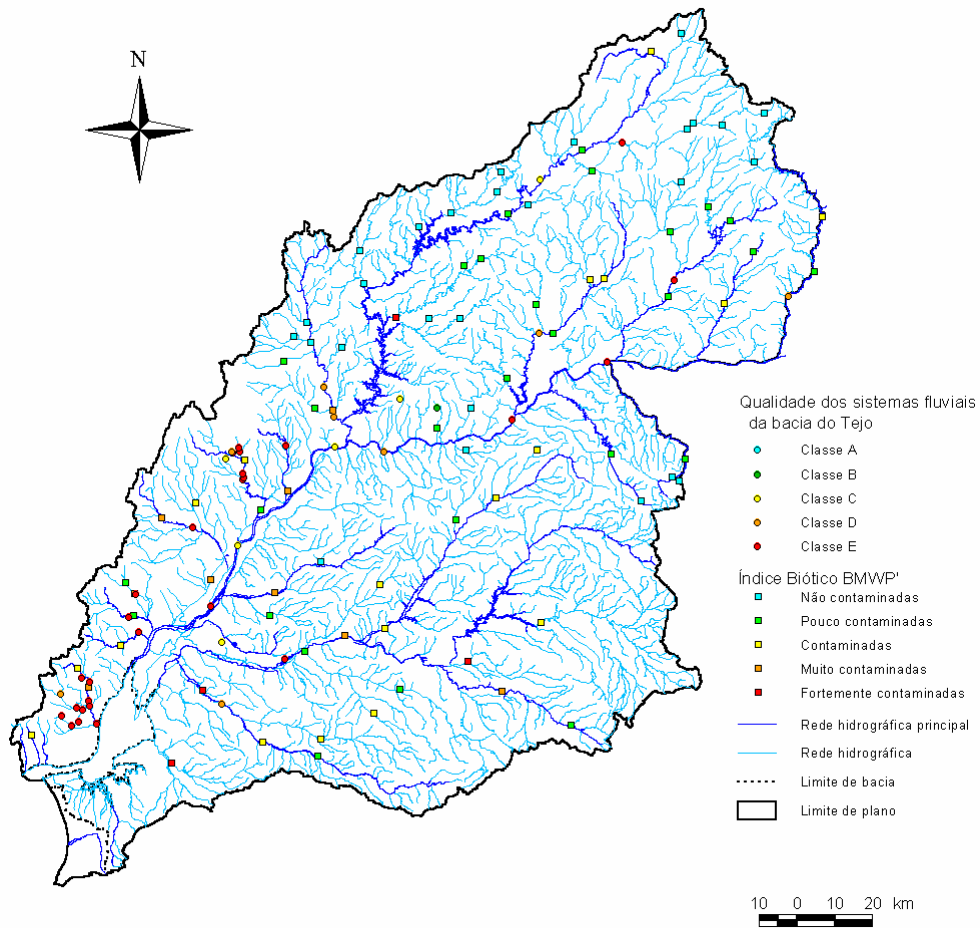 N
Qualidade dos sistemas fluviais
da bacia do Tejo
Classe A
Classe B
Classe C
Classe D
Classe E
Índice Biótico BMWP'
Não contaminadas
Pouco contaminadas
Contaminadas
Muito contaminadas
Fortemente contaminadas
Rede hidrográfica principal
Rede hidrográfica
Limite de bacia
Limite de plano
10 0 10 20 km